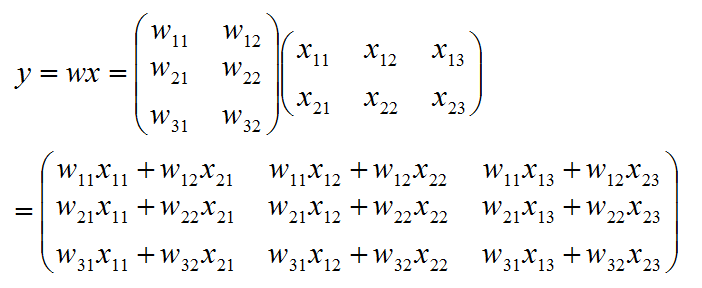 y = wx = ( w₁₁ w₁₂ ; w₂₁ w₂₂ ; w₃₁ w₃₂ ) ( x₁₁ x₁₂ x₁₃ ; x₂₁ x₂₂ x₂₃ )
= ( w₁₁x₁₁ + w₁₂x₂₁ w₁₁x₁₂ + w₁₂x₂₂ w₁₁x₁₃ + w₁₂x₂₃
w₂₁x₁₁ + w₂₂x₂₁ w₂₁x₁₂ + w₂₂x₂₂ w₂₁x₁₃ + w₂₂x₂₃
w₃₁x₁₁ + w₃₂x₂₁ w₃₁x₁₂ + w₃₂x₂₂ w₃₁x₁₃ + w₃₂x₂₃ )